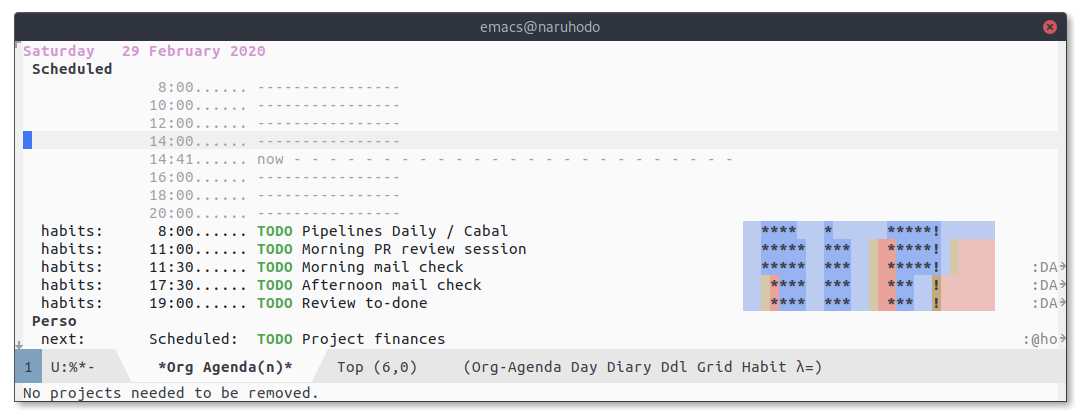 emacs@naruhodo
Saturday   29 February 2020
Scheduled
8:00...... ----------------
10:00...... ----------------
12:00...... ----------------
14:00...... ----------------
14:41...... now - - - - - - - - - - - - - - - - - - - - - - - - -
16:00...... ----------------
18:00...... ----------------
20:00...... ----------------
habits: 8:00...... TODO Pipelines Daily / Cabal **** * *****!
habits: 11:00...... TODO Morning PR review session ***** *** *****!
habits: 11:30...... TODO Morning mail check ***** *** *****! :DA
habits: 17:30...... TODO Afternoon mail check **** *** *** ! :DA
habits: 19:00...... TODO Review to-done **** *** *** ! :DA
Perso
next: Scheduled: TODO Project finances :@ho
1 U:%*- *Org Agenda(n)* Top (6,0) (Org-Agenda Day Diary Ddl Grid Habit λ=)
No projects needed to be removed.